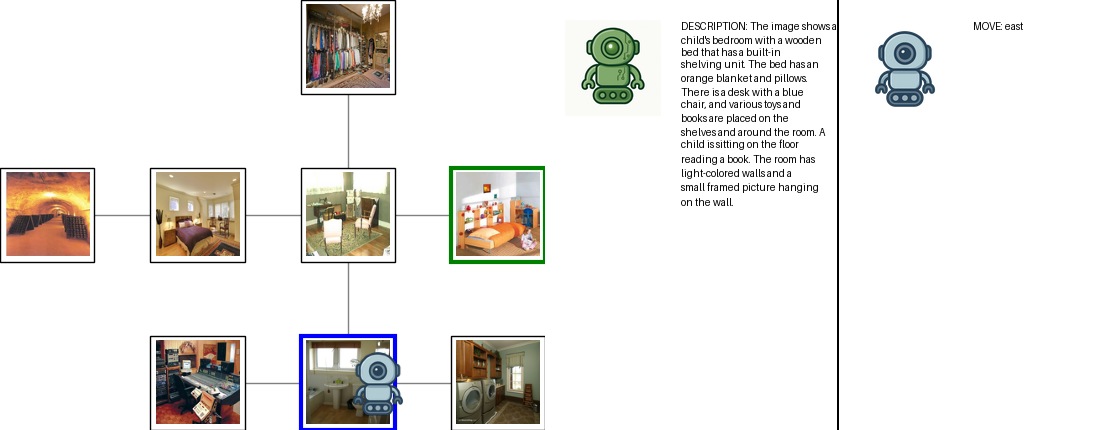 DESCRIPTION: The image shows a
child's bedroom with a wooden
bed that has a built-in
shelving unit. The bed has an
orange blanket and pillows.
There is a desk with a blue
chair, and various toys and
books are placed on the
shelves and around the room. A
child is sitting on the floor
reading a book. The room has
light-colored walls and a
small framed picture hanging
on the wall.
MOVE: east